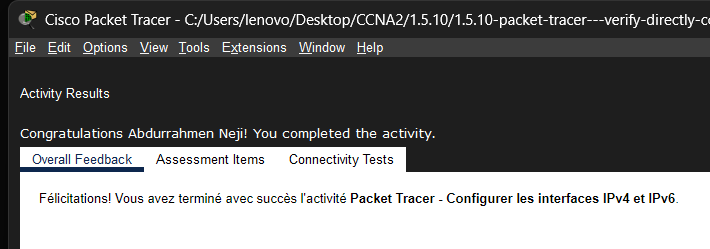 Cisco Packet Tracer - C:/Users/lenovo/Desktop/CCNA2/1.5.10/1.5.10-packet-tracer---verify-directly-c
File Edit Options View Tools Extensions Window Help
Activity Results
Congratulations Abdurrahmen Neji! You completed the activity.
Overall Feedback Assessment Items Connectivity Tests
Félicitations! Vous avez terminé avec succès l'activité Packet Tracer - Configurer les interfaces IPv4 et IPv6.